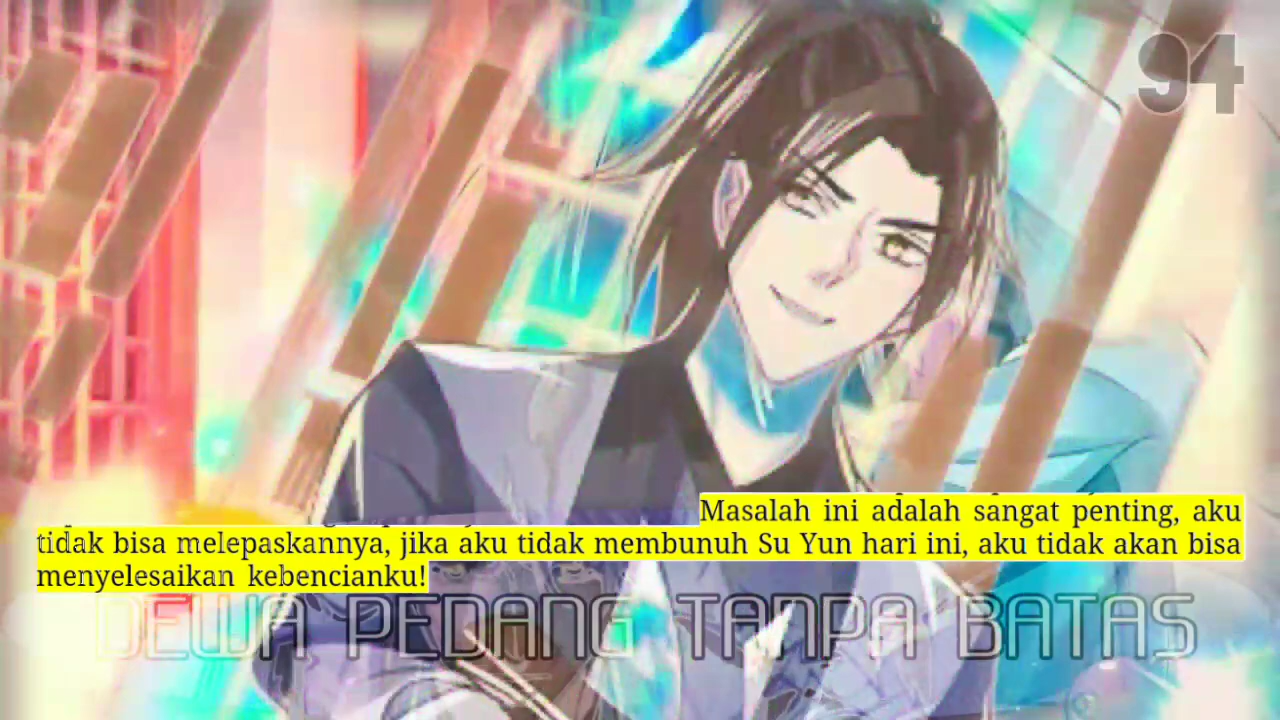 94
Masalah ini adalah sangat penting, aku
tidak bisa melepaskannya, jika aku tidak membunuh Su Yun hari ini, aku tidak akan bisa
menyelesaikan kebencianku!
DEWA PEDANG TANPA BATAS